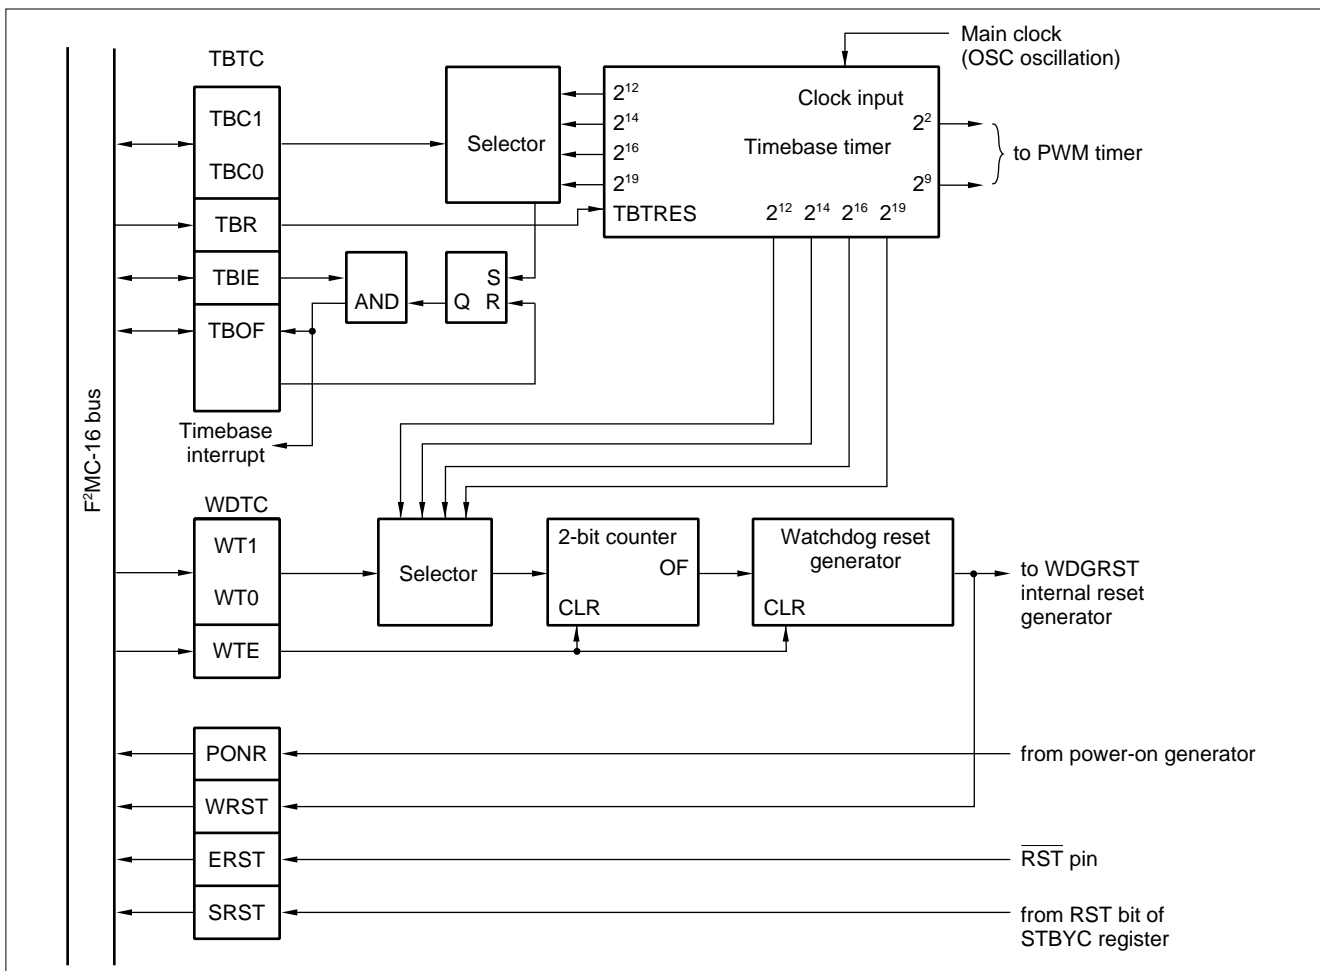 Main clock
(OSC oscillation)
TBTC
TBC1
TBC0
TBR
TBIE
TBOF
Selector
2¹²
2¹⁴
2¹⁶
2¹⁹
TBTRES
Clock input
Timebase timer
2²
2⁹
2¹² 2¹⁴ 2¹⁶ 2¹⁹
to PWM timer
AND
S
Q R
Timebase
interrupt
F²MC-16 bus
WDTC
WT1
WT0
WTE
Selector
2-bit counter
OF
CLR
Watchdog reset
generator
CLR
to WDGRST
internal reset
generator
PONR
from power-on generator
WRST
ERST
R̅S̅T̅ pin
SRST
from RST bit of
STBYC register